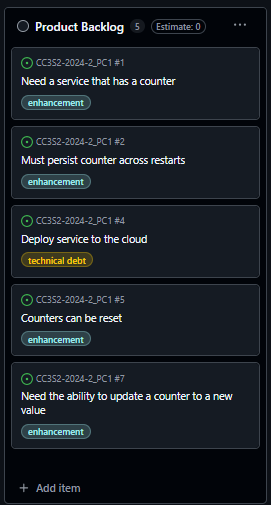 Product Backlog 5 Estimate: 0 ...
CC3S2-2024-2_PC1 #1
Need a service that has a counter
enhancement
CC3S2-2024-2_PC1 #2
Must persist counter across restarts
enhancement
CC3S2-2024-2_PC1 #4
Deploy service to the cloud
technical debt
CC3S2-2024-2_PC1 #5
Counters can be reset
enhancement
CC3S2-2024-2_PC1 #7
Need the ability to update a counter to a new
value
enhancement
+ Add item